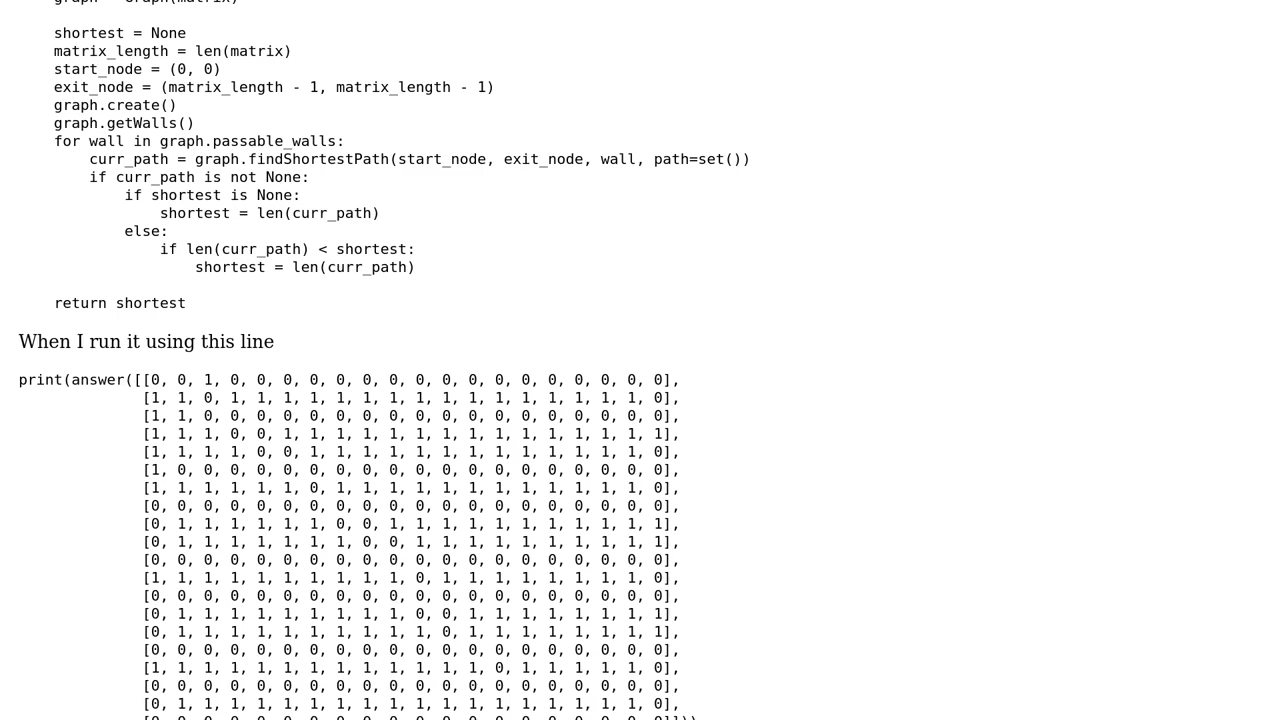 graph = Graph(matrix)
shortest = None
matrix_length = len(matrix)
start_node = (0, 0)
exit_node = (matrix_length - 1, matrix_length - 1)
graph.create()
graph.getWalls()
for wall in graph.passable_walls:
curr_path = graph.findShortestPath(start_node, exit_node, wall, path=set())
if curr_path is not None:
if shortest is None:
shortest = len(curr_path)
else:
if len(curr_path) < shortest:
shortest = len(curr_path)
return shortest
When I run it using this line
print(answer([[0, 0, 1, 0, 0, 0, 0, 0, 0, 0, 0, 0, 0, 0, 0, 0, 0, 0, 0, 0],
[1, 1, 0, 1, 1, 1, 1, 1, 1, 1, 1, 1, 1, 1, 1, 1, 1, 1, 1, 0],
[1, 1, 0, 0, 0, 0, 0, 0, 0, 0, 0, 0, 0, 0, 0, 0, 0, 0, 0, 0],
[1, 1, 1, 0, 0, 1, 1, 1, 1, 1, 1, 1, 1, 1, 1, 1, 1, 1, 1, 1],
[1, 1, 1, 1, 0, 0, 1, 1, 1, 1, 1, 1, 1, 1, 1, 1, 1, 1, 1, 0],
[1, 0, 0, 0, 0, 0, 0, 0, 0, 0, 0, 0, 0, 0, 0, 0, 0, 0, 0, 0],
[1, 1, 1, 1, 1, 1, 0, 1, 1, 1, 1, 1, 1, 1, 1, 1, 1, 1, 1, 0],
[0, 0, 0, 0, 0, 0, 0, 0, 0, 0, 0, 0, 0, 0, 0, 0, 0, 0, 0, 0],
[0, 1, 1, 1, 1, 1, 1, 0, 0, 1, 1, 1, 1, 1, 1, 1, 1, 1, 1, 1],
[0, 1, 1, 1, 1, 1, 1, 1, 0, 0, 1, 1, 1, 1, 1, 1, 1, 1, 1, 1],
[0, 0, 0, 0, 0, 0, 0, 0, 0, 0, 0, 0, 0, 0, 0, 0, 0, 0, 0, 0],
[1, 1, 1, 1, 1, 1, 1, 1, 1, 1, 0, 1, 1, 1, 1, 1, 1, 1, 1, 0],
[0, 0, 0, 0, 0, 0, 0, 0, 0, 0, 0, 0, 0, 0, 0, 0, 0, 0, 0, 0],
[0, 1, 1, 1, 1, 1, 1, 1, 1, 1, 0, 0, 1, 1, 1, 1, 1, 1, 1, 1],
[0, 1, 1, 1, 1, 1, 1, 1, 1, 1, 1, 0, 1, 1, 1, 1, 1, 1, 1, 1],
[0, 0, 0, 0, 0, 0, 0, 0, 0, 0, 0, 0, 0, 0, 0, 0, 0, 0, 0, 0],
[1, 1, 1, 1, 1, 1, 1, 1, 1, 1, 1, 1, 1, 0, 1, 1, 1, 1, 1, 0],
[0, 0, 0, 0, 0, 0, 0, 0, 0, 0, 0, 0, 0, 0, 0, 0, 0, 0, 0, 0],
[0, 1, 1, 1, 1, 1, 1, 1, 1, 1, 1, 1, 1, 1, 1, 1, 1, 1, 1, 0],
[0, 0, 0, 0, 0, 0, 0, 0, 0, 0, 0, 0, 0, 0, 0, 0, 0, 0, 0, 0]]))